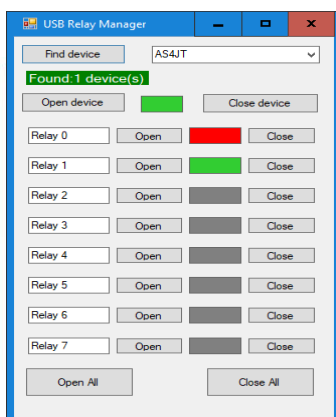 USB Relay Manager
Find device AS4JT
Found:1 device(s)
Open device Close device
Relay 0 Open Close
Relay 1 Open Close
Relay 2 Open Close
Relay 3 Open Close
Relay 4 Open Close
Relay 5 Open Close
Relay 6 Open Close
Relay 7 Open Close
Open All Close All